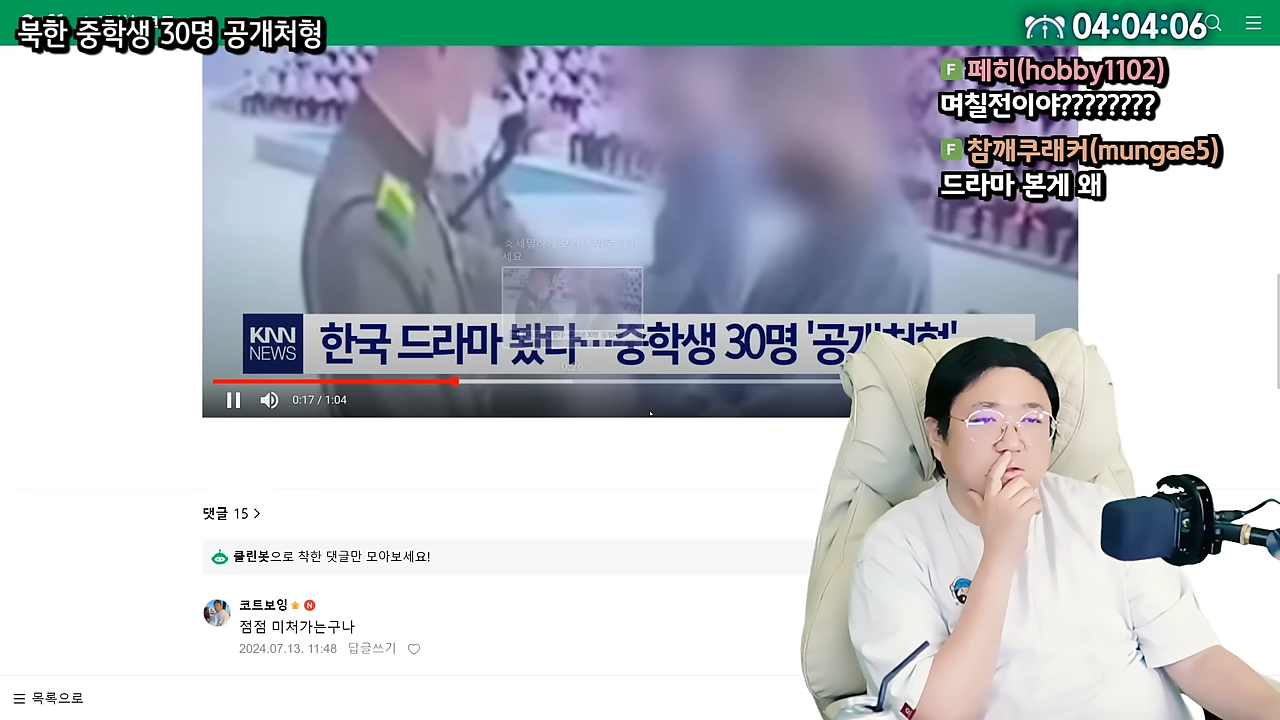 북한 중학생 30명 공개처형
04:04:06
F 페히(hobby1102)
며칠전이야????????
F 참깨쿠래커(mungae5)
드라마 본게 왜
KNN
NEWS
한국 드라마 봤다…중학생 30명 '공개처형'
0:26
0:17 / 1:04
댓글 15 >
클린봇으로 착한 댓글만 모아보세요!
코트보잉 N
점점 미처가는구나
2024.07.13. 11:48 답글쓰기
목록으로